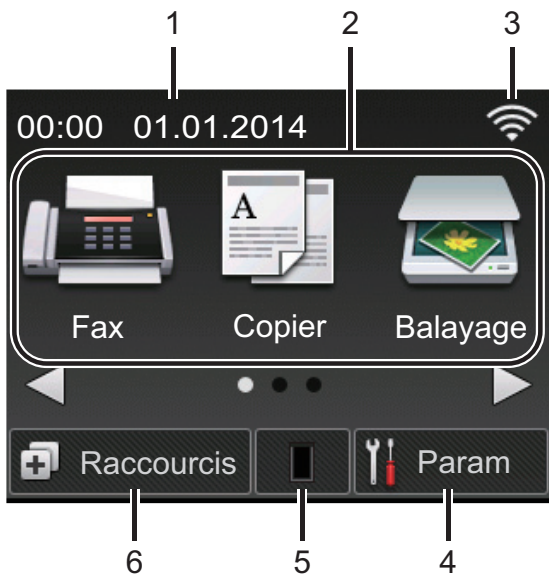 1 2 3
00:00 01.01.2014
A
Fax Copier Balayage
Raccourcis Param
6 5 4